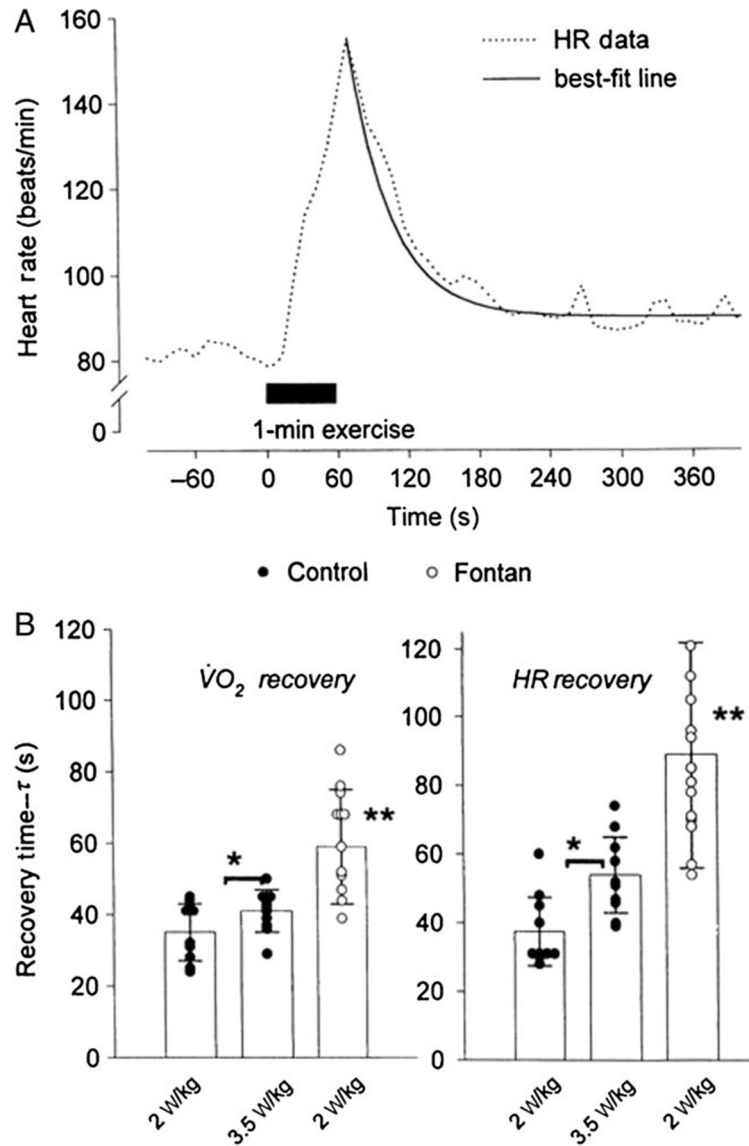 A
160
140
120
100
80
0
Heart rate (beats/min)
HR data
best-fit line
1-min exercise
–60 0 60 120 180 240 300 360
Time (s)
● Control ○ Fontan
B
120
100
80
60
40
20
0
Recovery time--τ (s)
V̇O₂ recovery
*
**
2 W/kg
3.5 W/kg
2 W/kg
120
100
80
60
40
20
0
HR recovery
*
**
2 W/kg
3.5 W/kg
2 W/kg